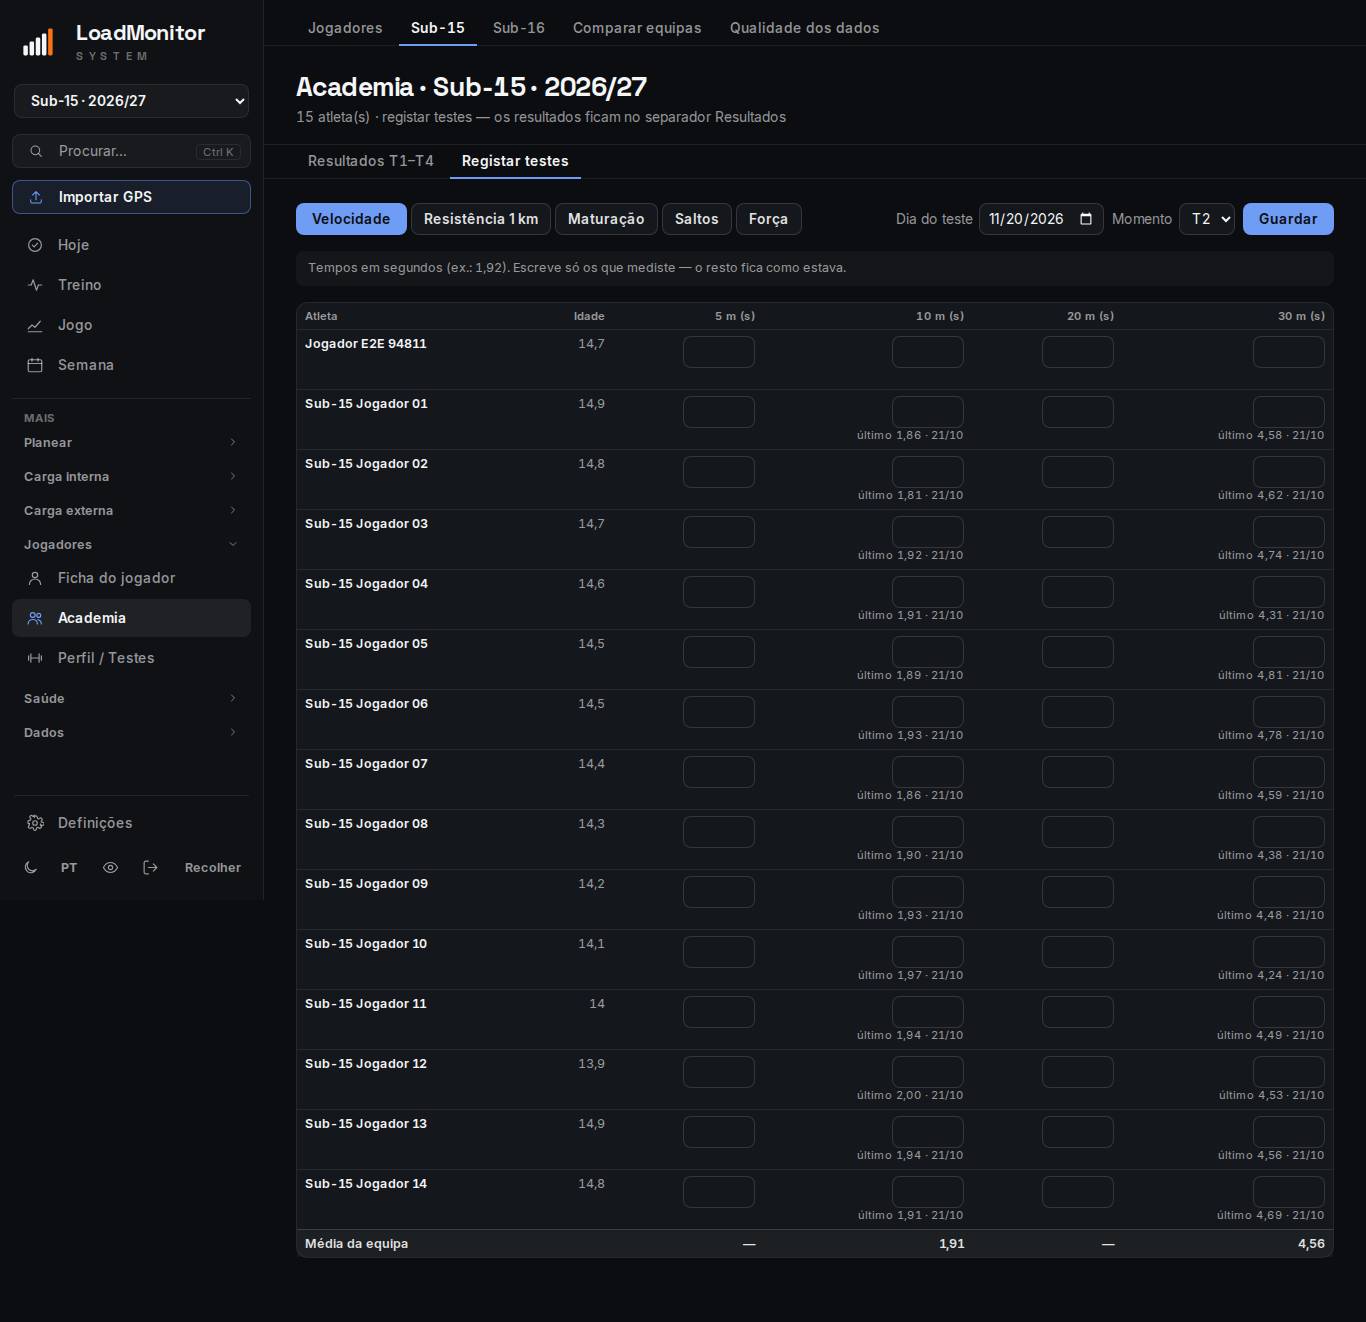 LoadMonitor
SYSTEM
Sub-15 · 2026/27
Procurar... Ctrl K
Importar GPS
Hoje
Treino
Jogo
Semana
MAIS
Planear
Carga interna
Carga externa
Jogadores
Ficha do jogador
Academia
Perfil / Testes
Saúde
Dados
Definições
PT Recolher
Jogadores Sub-15 Sub-16 Comparar equipas Qualidade dos dados
Academia · Sub-15 · 2026/27
15 atleta(s) · registar testes — os resultados ficam no separador Resultados
Resultados T1–T4 Registar testes
Velocidade Resistência 1 km Maturação Saltos Força Dia do teste 11/20/2026 Momento T2 Guardar
Tempos em segundos (ex.: 1,92). Escreve só os que mediste — o resto fica como estava.
Atleta Idade 5 m (s) 10 m (s) 20 m (s) 30 m (s)
Jogador E2E 94811 14,7
Sub-15 Jogador 01 14,9
último 1,86 · 21/10 último 4,58 · 21/10
Sub-15 Jogador 02 14,8
último 1,81 · 21/10 último 4,62 · 21/10
Sub-15 Jogador 03 14,7
último 1,92 · 21/10 último 4,74 · 21/10
Sub-15 Jogador 04 14,6
último 1,91 · 21/10 último 4,31 · 21/10
Sub-15 Jogador 05 14,5
último 1,89 · 21/10 último 4,81 · 21/10
Sub-15 Jogador 06 14,5
último 1,93 · 21/10 último 4,78 · 21/10
Sub-15 Jogador 07 14,4
último 1,86 · 21/10 último 4,59 · 21/10
Sub-15 Jogador 08 14,3
último 1,90 · 21/10 último 4,38 · 21/10
Sub-15 Jogador 09 14,2
último 1,93 · 21/10 último 4,48 · 21/10
Sub-15 Jogador 10 14,1
último 1,97 · 21/10 último 4,24 · 21/10
Sub-15 Jogador 11 14
último 1,94 · 21/10 último 4,49 · 21/10
Sub-15 Jogador 12 13,9
último 2,00 · 21/10 último 4,53 · 21/10
Sub-15 Jogador 13 14,9
último 1,94 · 21/10 último 4,56 · 21/10
Sub-15 Jogador 14 14,8
último 1,91 · 21/10 último 4,69 · 21/10
Média da equipa — 1,91 — 4,56